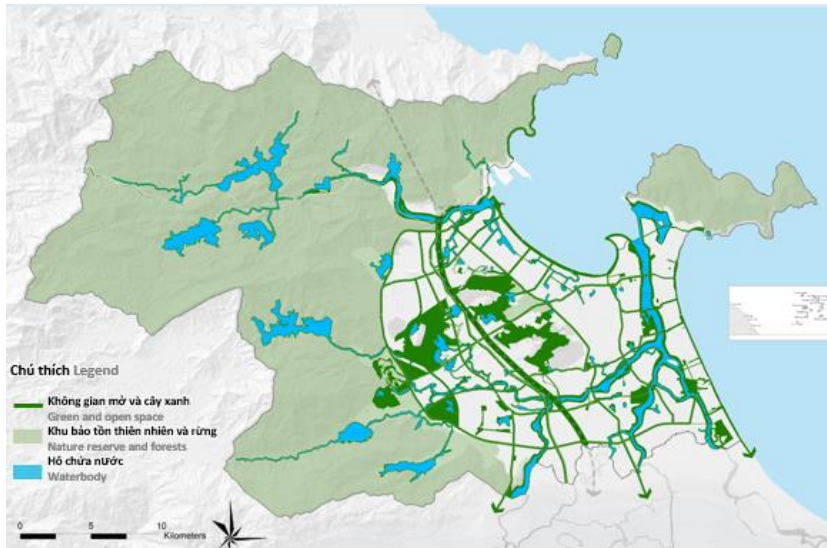 Chú thích Legend
Không gian mở và cây xanh
Green and open space
Khu bảo tồn thiên nhiên và rừng
Nature reserve and forests
Hồ chứa nước
Waterbody
0 5 10
Kilometers